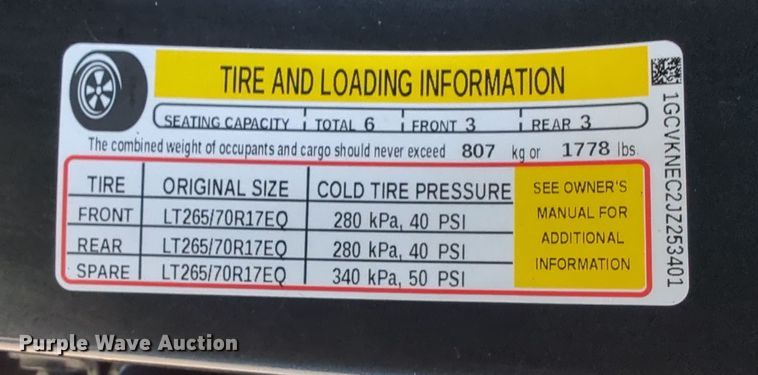 TIRE AND LOADING INFORMATION
SEATING CAPACITY TOTAL 6 FRONT 3 REAR 3
The combined weight of occupants and cargo should never exceed 807 kg or 1778 lbs.
TIRE ORIGINAL SIZE COLD TIRE PRESSURE
FRONT LT265/70R17EQ 280 kPa, 40 PSI
REAR LT265/70R17EQ 280 kPa, 40 PSI
SPARE LT265/70R17EQ 340 kPa, 50 PSI
SEE OWNER'S
MANUAL FOR
ADDITIONAL
INFORMATION
1GCVKNEC2JZ253401
Purple Wave Auction